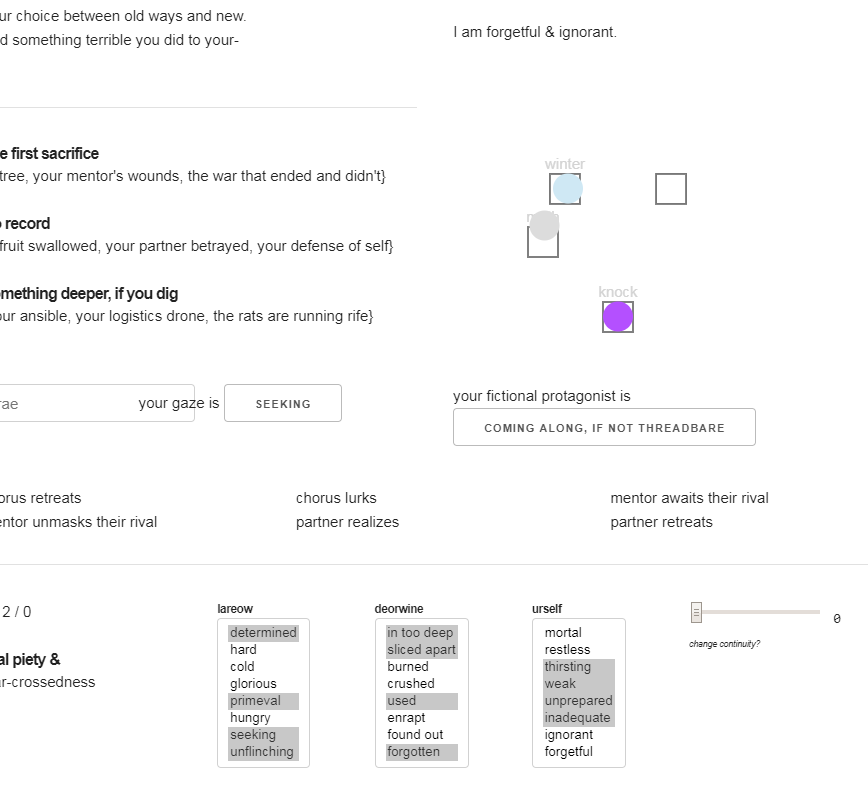 ur choice between old ways and new.
d something terrible you did to your-
I am forgetful & ignorant.
e first sacrifice
tree, your mentor's wounds, the war that ended and didn't}
record
fruit swallowed, your partner betrayed, your defense of self}
mething deeper, if you dig
ur ansible, your logistics drone, the rats are running rife}
winter
knock
rae
your gaze is
SEEKING
your fictional protagonist is
COMING ALONG, IF NOT THREADBARE
orus retreats
entor unmasks their rival
chorus lurks
partner realizes
mentor awaits their rival
partner retreats
2 / 0
al piety &
r-crossedness
lareow
determined
hard
cold
glorious
primeval
hungry
seeking
unflinching
deorwine
in too deep
sliced apart
burned
crushed
used
enrapt
found out
forgotten
urself
mortal
restless
thirsting
weak
unprepared
inadequate
ignorant
forgetful
0
change continuity?